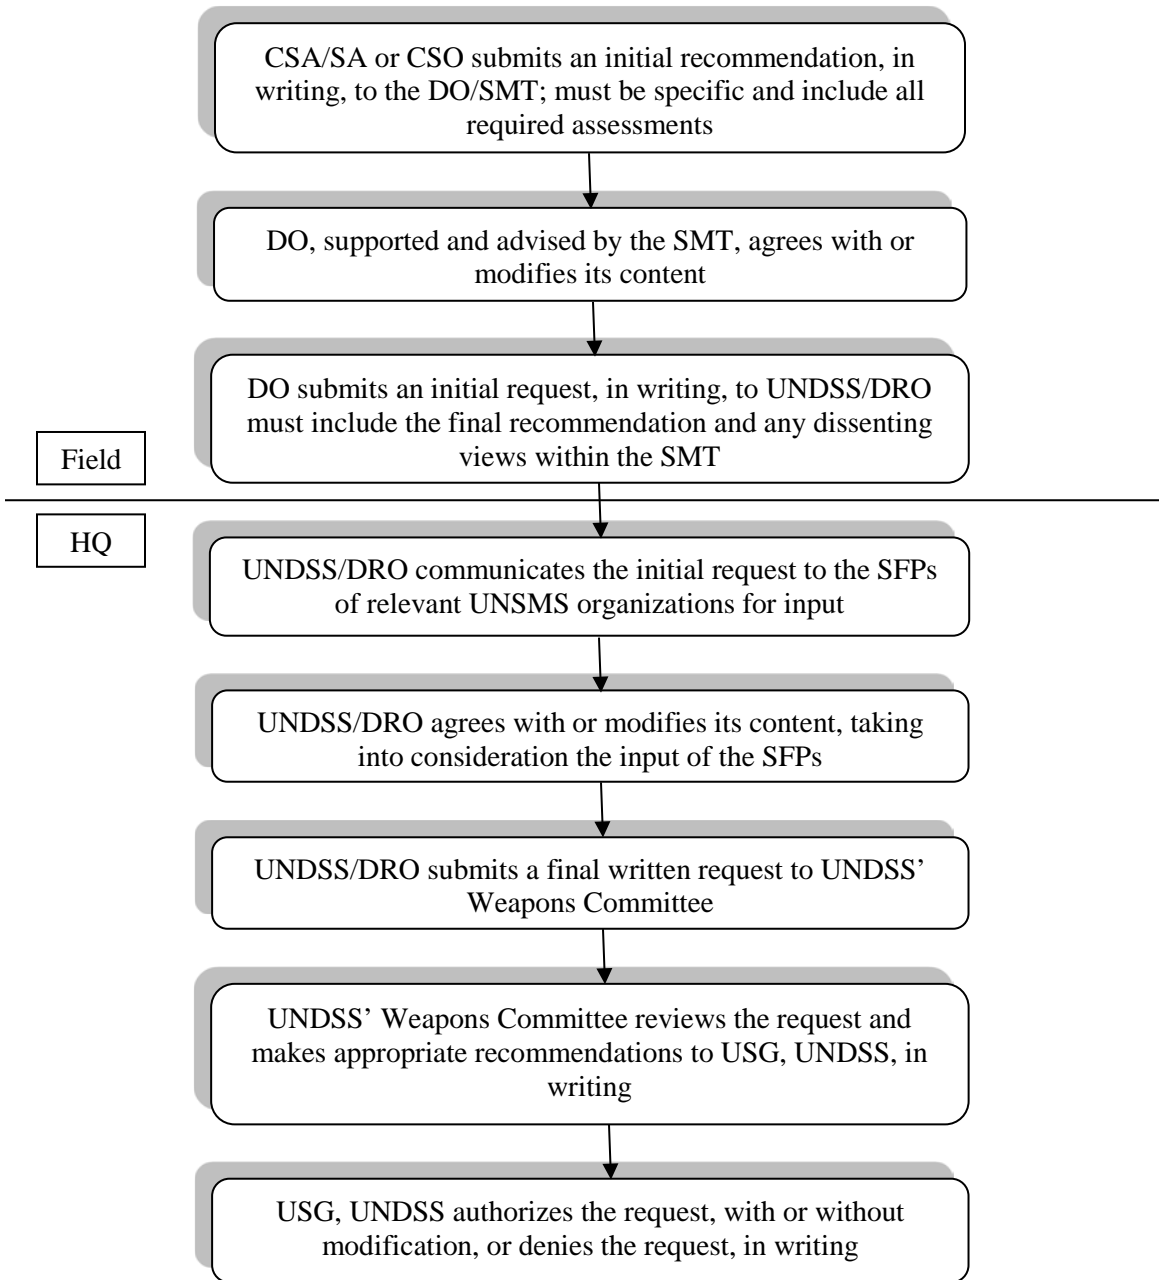 CSA/SA or CSO submits an initial recommendation, in
writing, to the DO/SMT; must be specific and include all
required assessments
DO, supported and advised by the SMT, agrees with or
modifies its content
DO submits an initial request, in writing, to UNDSS/DRO
must include the final recommendation and any dissenting
views within the SMT
Field
HQ
UNDSS/DRO communicates the initial request to the SFPs
of relevant UNSMS organizations for input
UNDSS/DRO agrees with or modifies its content, taking
into consideration the input of the SFPs
UNDSS/DRO submits a final written request to UNDSS’
Weapons Committee
UNDSS’ Weapons Committee reviews the request and
makes appropriate recommendations to USG, UNDSS, in
writing
USG, UNDSS authorizes the request, with or without
modification, or denies the request, in writing